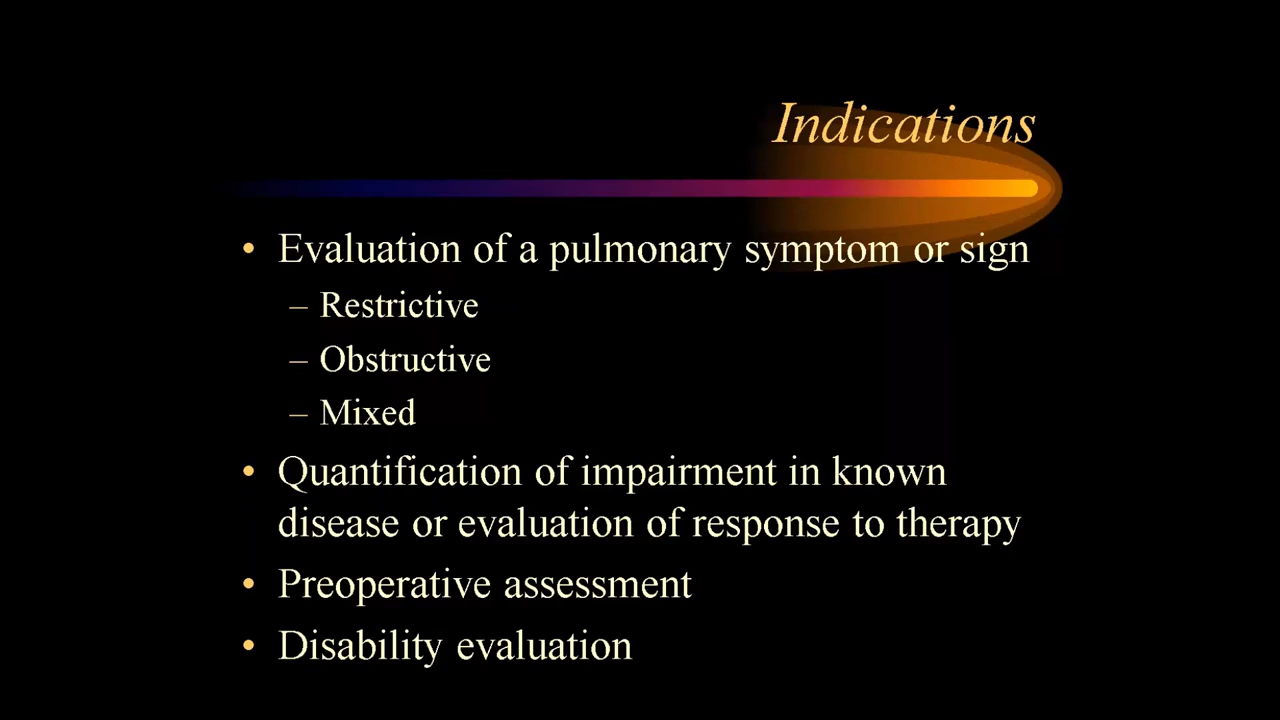 Indications
• Evaluation of a pulmonary symptom or sign
– Restrictive
– Obstructive
– Mixed
• Quantification of impairment in known
disease or evaluation of response to therapy
• Preoperative assessment
• Disability evaluation